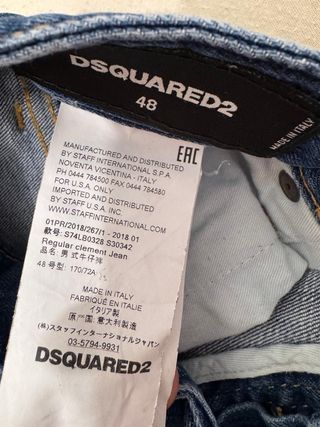 DSQUARED2
48
MADE IN ITALY
EAC
MANUFACTURED AND DISTRIBUTED
BY STAFF INTERNATIONAL S.P.A.
NOVENTA VICENTINA - ITALY
PH 0444 784500 FAX 0444 784580
FOR U.S.A. ONLY
IMPORTED AND DISTRIBUTED
BY STAFF U.S.A. INC.
WWW.STAFFINTERNATIONAL.COM
01PR/2018/267/1 - 2018 01
款号: S74LB0328 S30342
Regular clement Jean
品名: 男式牛仔裤
48 号型: 170/72A
MADE IN ITALY
FABRIQUÉ EN ITALIE
イタリア製
原产国: 意大利製造
(株)スタッフインターナショナルジャパン
03-5794-9931
DSQUARED2